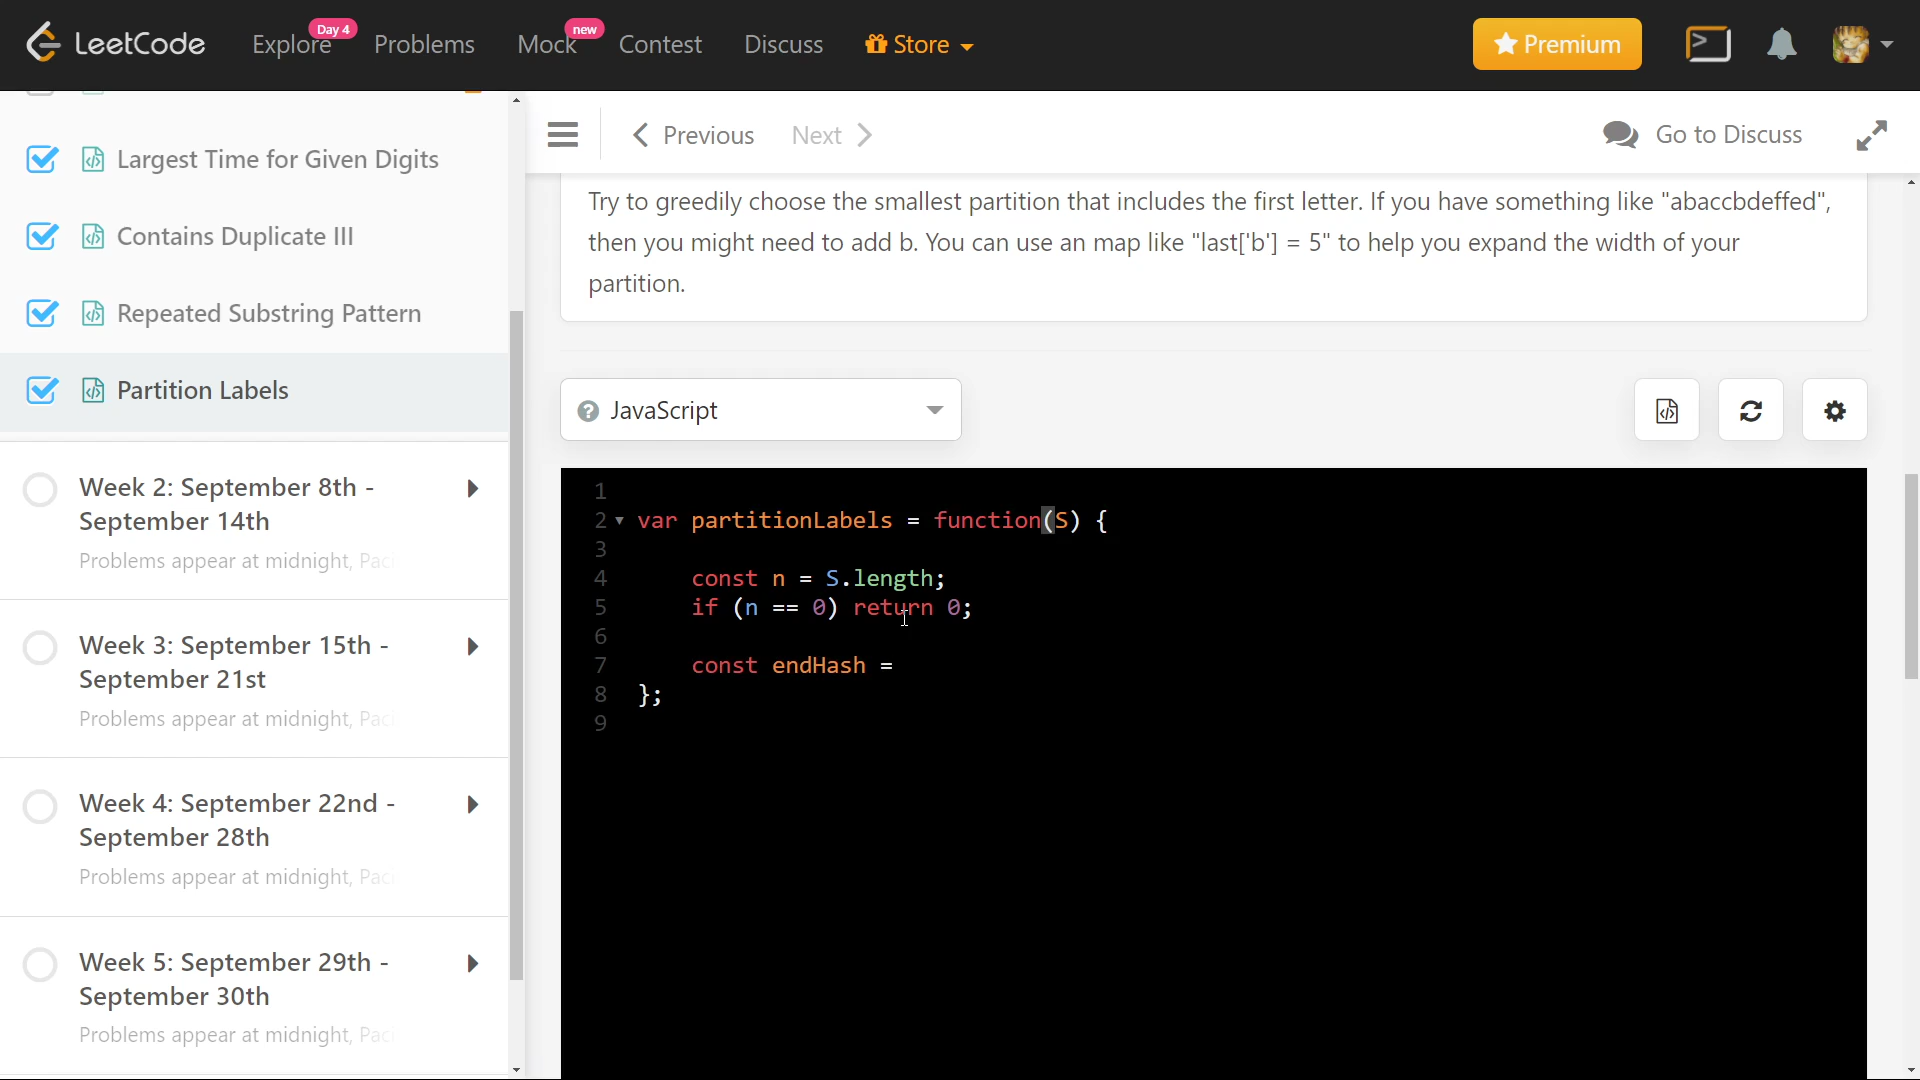 LeetCode
Explore
Day 4
Problems
Mock
new
Contest
Discuss
Store
Premium
Largest Time for Given Digits
Contains Duplicate III
Repeated Substring Pattern
Partition Labels
Week 2: September 8th -
September 14th
Problems appear at midnight, Paci
Week 3: September 15th -
September 21st
Problems appear at midnight, Paci
Week 4: September 22nd -
September 28th
Problems appear at midnight, Paci
Week 5: September 29th -
September 30th
Problems appear at midnight, Paci
Previous
Next
Go to Discuss
Try to greedily choose the smallest partition that includes the first letter. If you have something like "abaccbdeffed",
then you might need to add b. You can use an map like "last['b'] = 5" to help you expand the width of your
partition.
JavaScript
1
2 var partitionLabels = function(S) {
3
4 const n = S.length;
5 if (n == 0) return 0;
6
7 const endHash =
8 };
9